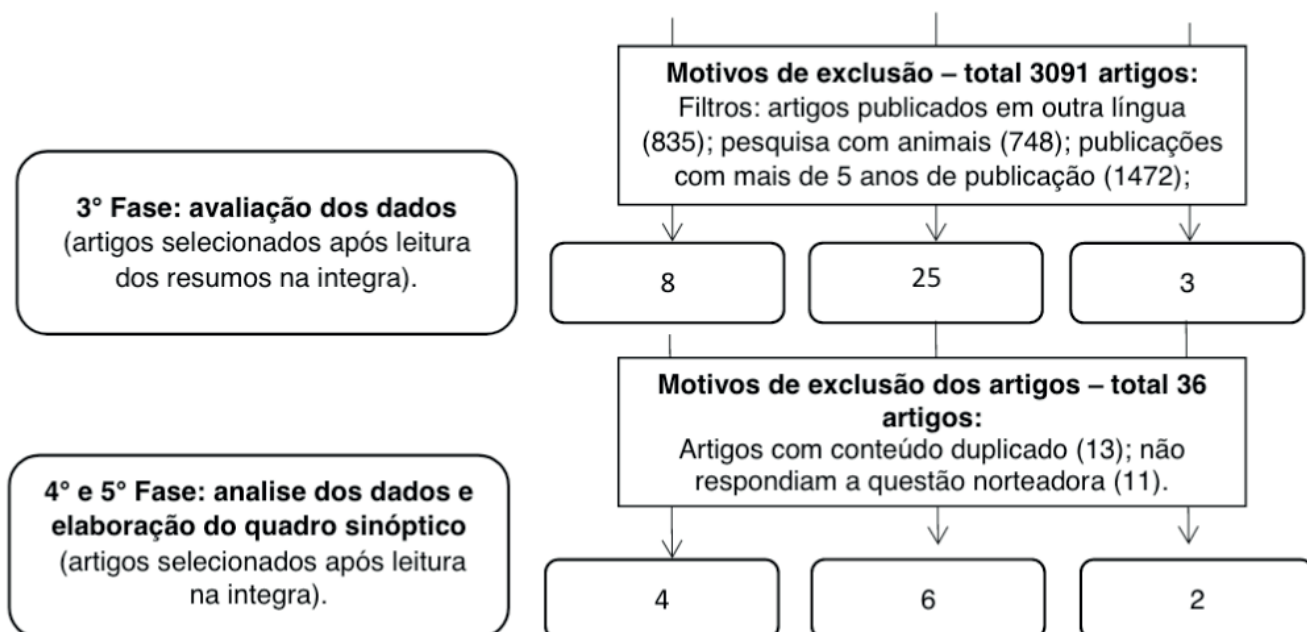 Motivos de exclusão – total 3091 artigos:
Filtros: artigos publicados em outra língua
(835); pesquisa com animais (748); publicações
com mais de 5 anos de publicação (1472);
3° Fase: avaliação dos dados
(artigos selecionados após leitura
dos resumos na integra).
8
25
3
Motivos de exclusão dos artigos – total 36
artigos:
Artigos com conteúdo duplicado (13); não
respondiam a questão norteadora (11).
4° e 5° Fase: analise dos dados e
elaboração do quadro sinóptico
(artigos selecionados após leitura
na integra).
4
6
2